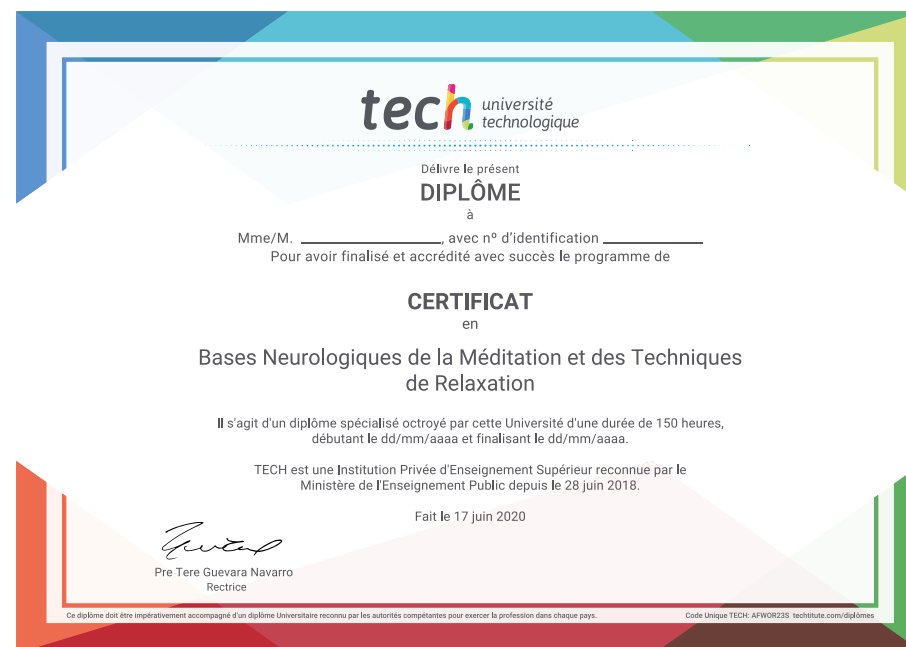 tech université
technologique
Délivre le présent
DIPLÔME
à
Mme/M. ____________________, avec nº d'identification ______________
Pour avoir finalisé et accrédité avec succès le programme de
CERTIFICAT
en
Bases Neurologiques de la Méditation et des Techniques
de Relaxation
Il s'agit d'un diplôme spécialisé octroyé par cette Université d'une durée de 150 heures,
débutant le dd/mm/aaaa et finalisant le dd/mm/aaaa.
TECH est une Institution Privée d'Enseignement Supérieur reconnue par le
Ministère de l'Enseignement Public depuis le 28 juin 2018.
Fait le 17 juin 2020
Pre Tere Guevara Navarro
Rectrice
Ce diplôme doit être impérativement accompagné d'un diplôme Universitaire reconnu par les autorités compétantes pour exercer la profession dans chaque pays.
Code Unique TECH: AFWOR23S techtitute.com/diplômes